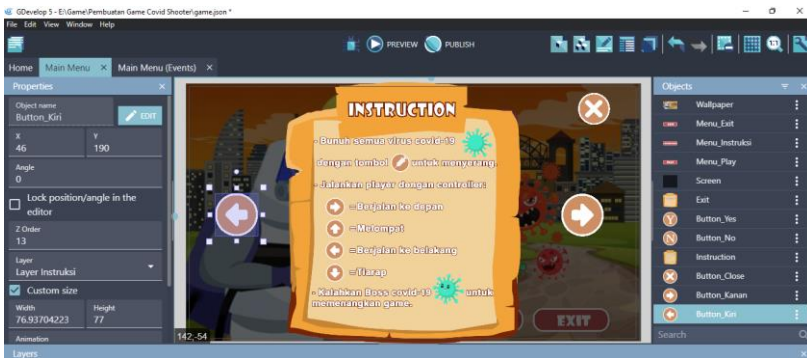 GDevelop 5 - E:\Game\Pembuatan Game Covid Shooter\game.json *
File Edit View Window Help
PREVIEW PUBLISH
Home Main Menu × Main Menu (Events) ×
Properties
Object name
Button_Kiri
EDIT
X Y
46 190
Angle
0
Lock position/angle in the
editor
Z Order
13
Layer
Layer Instruksi
Custom size
Width Height
76.93704223 77
Animation
Layers
INSTRUCTION
- Bunuh semua virus covid-19
dengan tombol untuk menyerang.
- Jalankan player dengan controller:
=Berjalan ke depan
=Melompat
=Berjalan ke belakang
=Tiarap
- Kalahkan Boss covid-19 untuk
memenangkan game.
EXIT
142;-54
Objects
Wallpaper
Menu_Exit
Menu_Instruksi
Menu_Play
Screen
Exit
Y Button_Yes
N Button_No
Instruction
Button_Close
Button_Kanan
Button_Kiri
Search